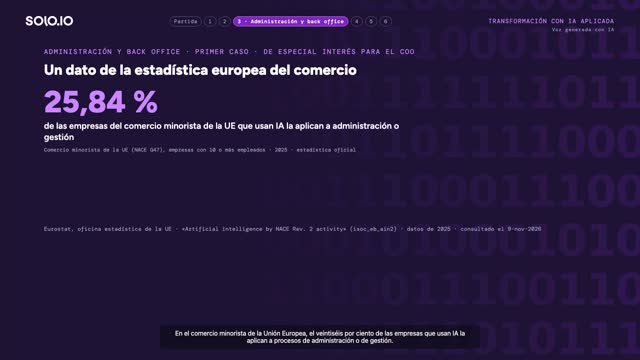 SOLO.IO
Partida 1 2 3 · Administración y back office 4 5 6
TRANSFORMACIÓN CON IA APLICADA
Voz generada con IA
ADMINISTRACIÓN Y BACK OFFICE · PRIMER CASO · DE ESPECIAL INTERÉS PARA EL COO
Un dato de la estadística europea del comercio
25,84 %
de las empresas del comercio minorista de la UE que usan IA la aplican a administración o
gestión
Comercio minorista de la UE (NACE G47), empresas con 10 o más empleados · 2025 · estadística oficial
Eurostat, oficina estadística de la UE · «Artificial intelligence by NACE Rev. 2 activity» (isoc_eb_ain2) · datos de 2025 · consultada el 9-nov-2026
En el comercio minorista de la Unión Europea, el veintiséis por ciento de las empresas que usan IA la
aplican a procesos de administración o de gestión.